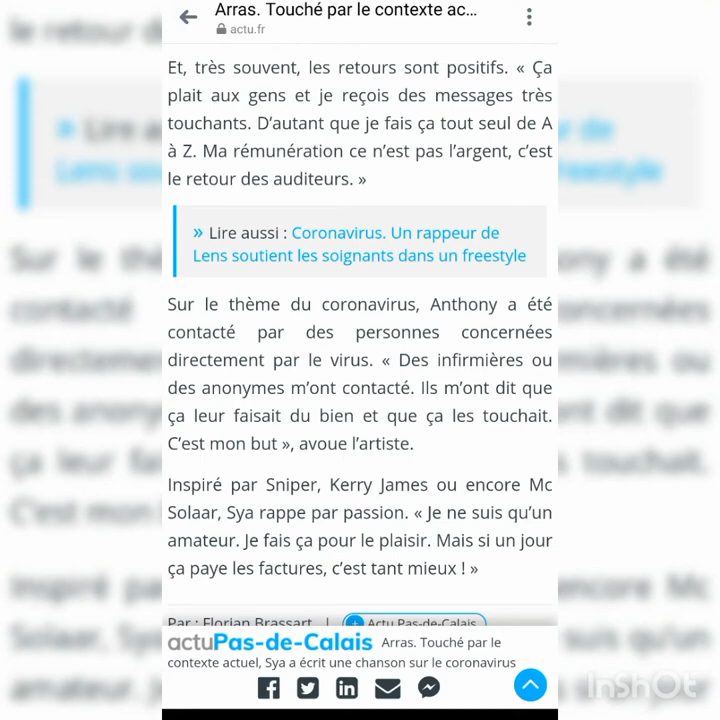 Arras. Touché par le contexte ac...
actu.fr
Et, très souvent, les retours sont positifs. « Ça
plait aux gens et je reçois des messages très
touchants. D’autant que je fais ça tout seul de A
à Z. Ma rémunération ce n’est pas l’argent, c’est
le retour des auditeurs. »
» Lire aussi : Coronavirus. Un rappeur de
Lens soutient les soignants dans un freestyle
Sur le thème du coronavirus, Anthony a été
contacté par des personnes concernées
directement par le virus. « Des infirmières ou
des anonymes m’ont contacté. Ils m’ont dit que
ça leur faisait du bien et que ça les touchait.
C’est mon but », avoue l’artiste.
Inspiré par Sniper, Kerry James ou encore Mc
Solaar, Sya rappe par passion. « Je ne suis qu’un
amateur. Je fais ça pour le plaisir. Mais si un jour
ça paye les factures, c’est tant mieux ! »
Par : Florian Brassart | + Actu Pas-de-Calais
actuPas-de-Calais Arras. Touché par le
contexte actuel, Sya a écrit une chanson sur le coronavirus
InShOt